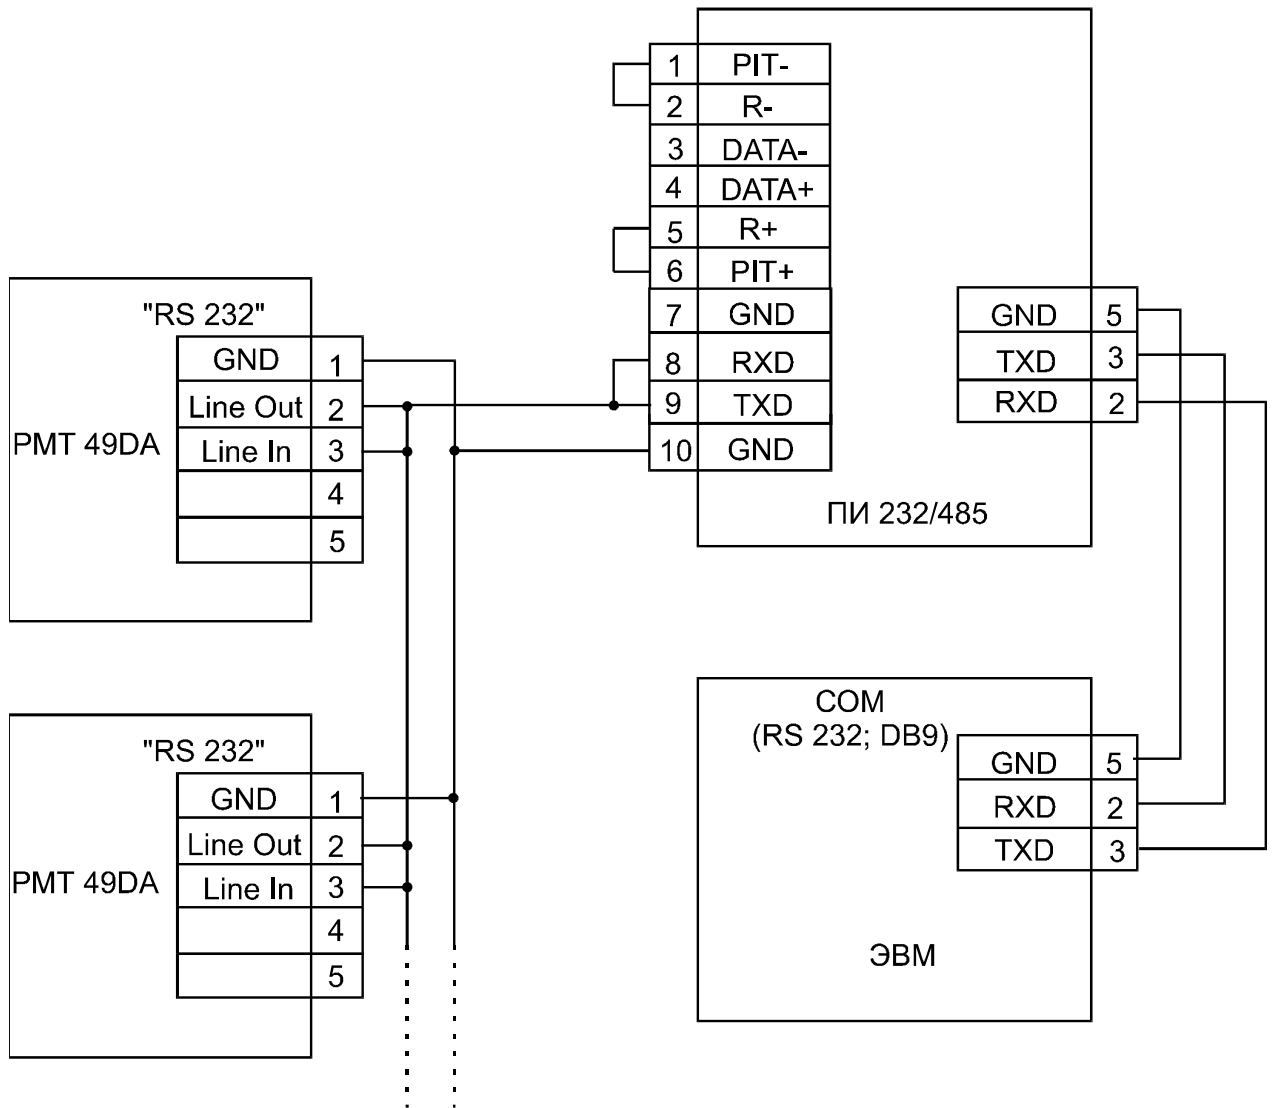 1 PIT-
2 R-
3 DATA-
4 DATA+
5 R+
6 PIT+
7 GND
8 RXD
9 TXD
10 GND
ПИ 232/485
GND 5
TXD 3
RXD 2
"RS 232"
GND 1
Line Out 2
Line In 3
4
5
РМТ 49DA
"RS 232"
GND 1
Line Out 2
Line In 3
4
5
РМТ 49DA
COM
(RS 232; DB9)
GND 5
RXD 2
TXD 3
ЭВМ